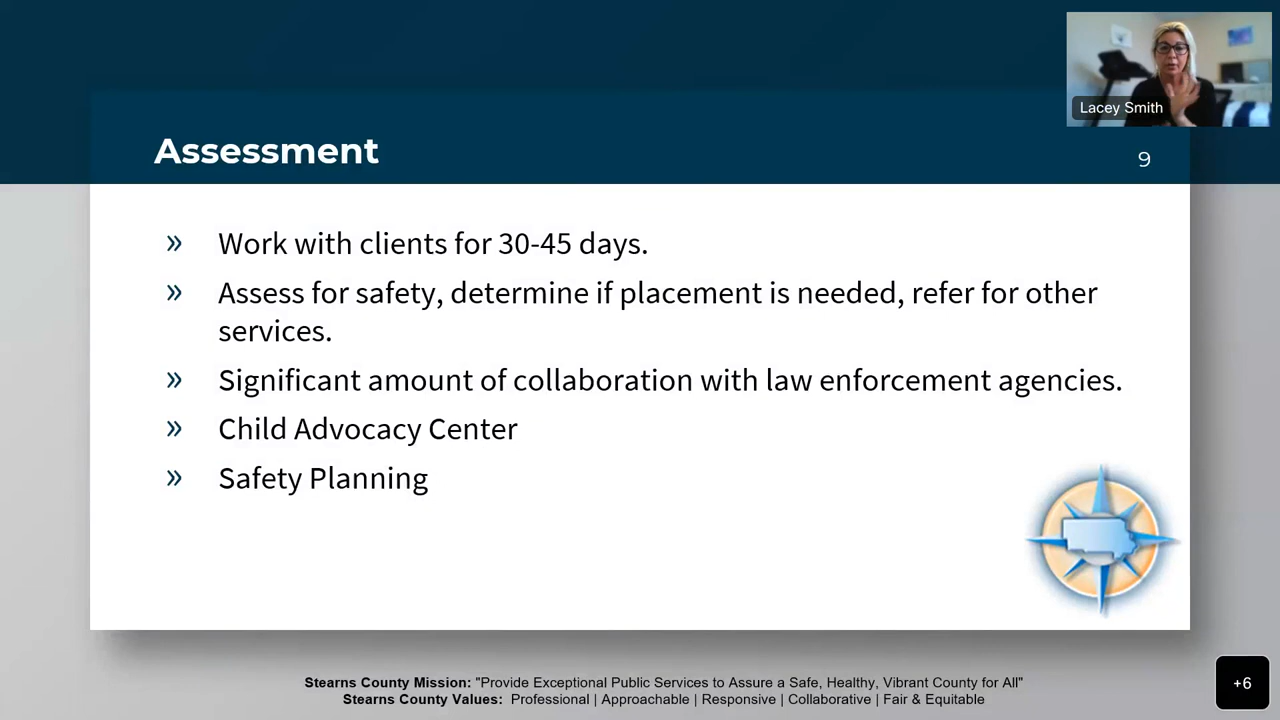 Lacey Smith
Assessment
9
» Work with clients for 30-45 days.
» Assess for safety, determine if placement is needed, refer for other
services.
» Significant amount of collaboration with law enforcement agencies.
» Child Advocacy Center
» Safety Planning
Stearns County Mission: "Provide Exceptional Public Services to Assure a Safe, Healthy, Vibrant County for All"
Stearns County Values: Professional | Approachable | Responsive | Collaborative | Fair & Equitable
+6